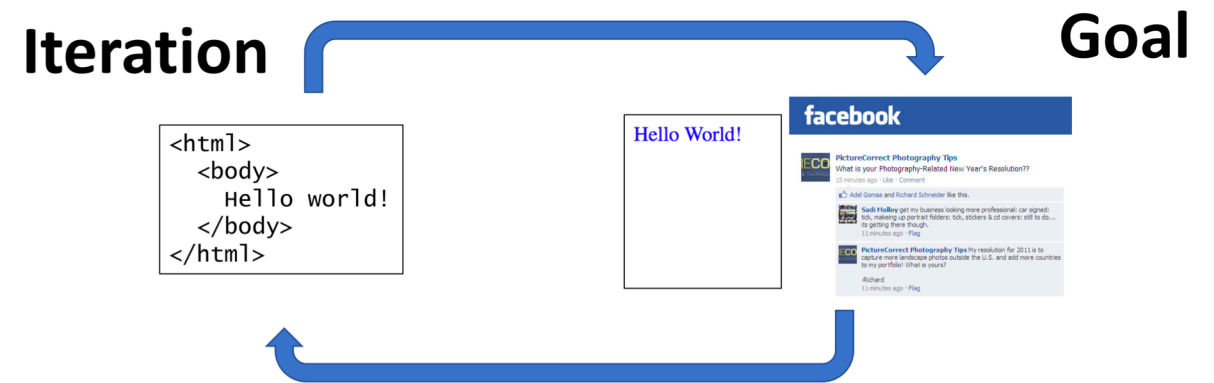 Iteration
Goal
<html>
<body>
Hello world!
</body>
</html>
Hello World!
facebook
ECO
PictureCorrect Photography Tips
What is your Photography-Related New Year's Resolution??
15 minutes ago · Like · Comment
Adel Gomaa and Richard Schneider like this.
Sadi Molloy get my business looking more professional: car signed:
tick, makeing up portrait folders: tick, stickers & cd covers: still to do...
its getting there though.
11 minutes ago · Flag
ECO
PictureCorrect Photography Tips My resolution for 2011 is to
capture more landscape photos outside the U.S. and add more countries
to my portfolio! What is yours?
-Richard
11 minutes ago · Flag